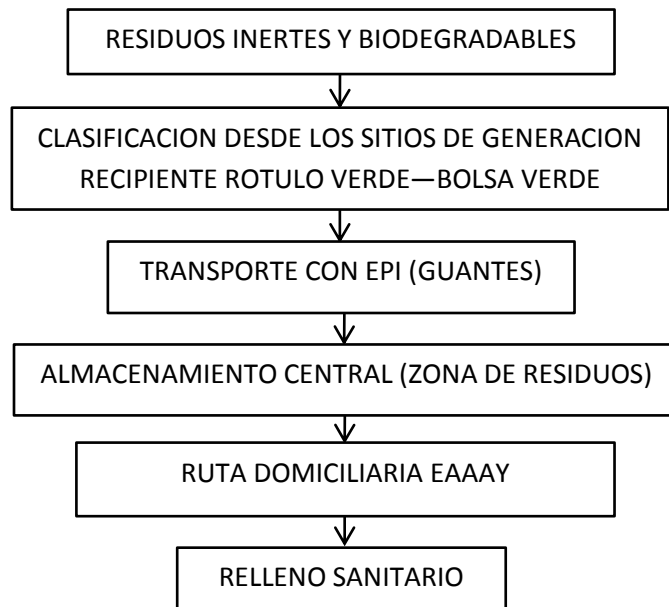 RESIDUOS INERTES Y BIODEGRADABLES
CLASIFICACION DESDE LOS SITIOS DE GENERACION
RECIPIENTE ROTULO VERDE—BOLSA VERDE
TRANSPORTE CON EPI (GUANTES)
ALMACENAMIENTO CENTRAL (ZONA DE RESIDUOS)
RUTA DOMICILIARIA EAAAY
RELLENO SANITARIO